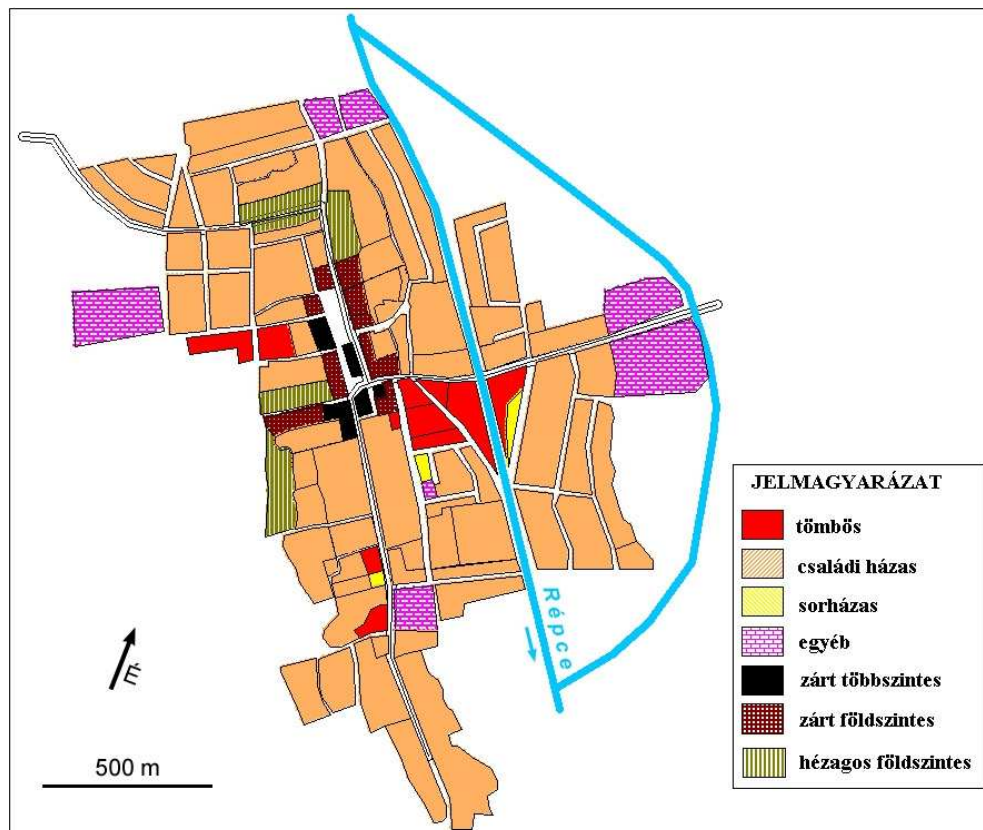 JELMAGYARÁZAT
tömbös
családi házas
sorházas
egyéb
zárt többszintes
zárt földszintes
hézagos földszintes
Répce
É
500 m